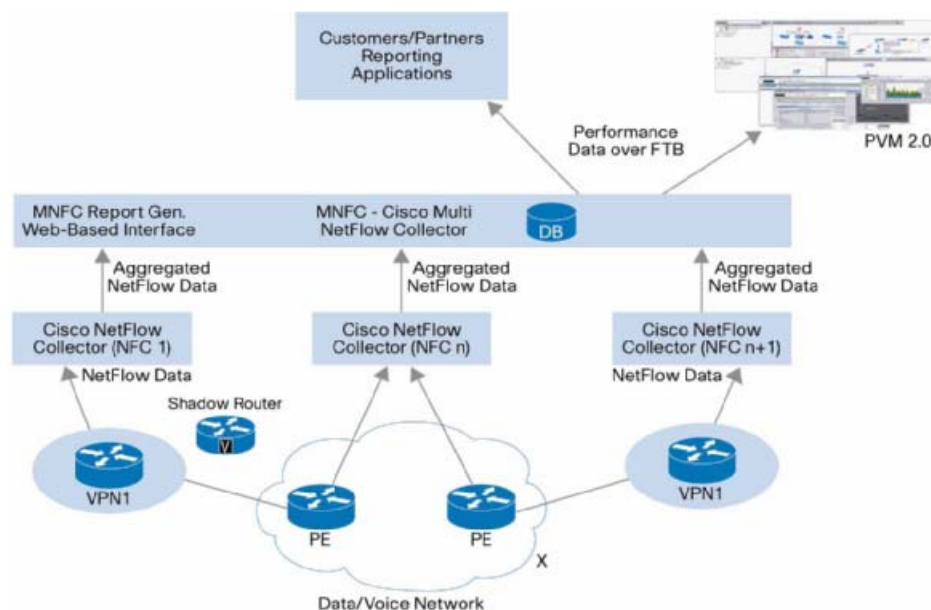 Customers/Partners
Reporting
Applications
Performance
Data over FTB
PVM 2.0
MNFC Report Gen.
Web-Based Interface
MNFC - Cisco Multi
NetFlow Collector
DB
Aggregated
NetFlow Data
Aggregated
NetFlow Data
Aggregated
NetFlow Data
Cisco NetFlow
Collector (NFC 1)
Cisco NetFlow
Collector (NFC n)
Cisco NetFlow
Collector (NFC n+1)
NetFlow Data
NetFlow Data
Shadow Router
V
VPN1
PE
PE
VPN1
X
Data/Voice Network